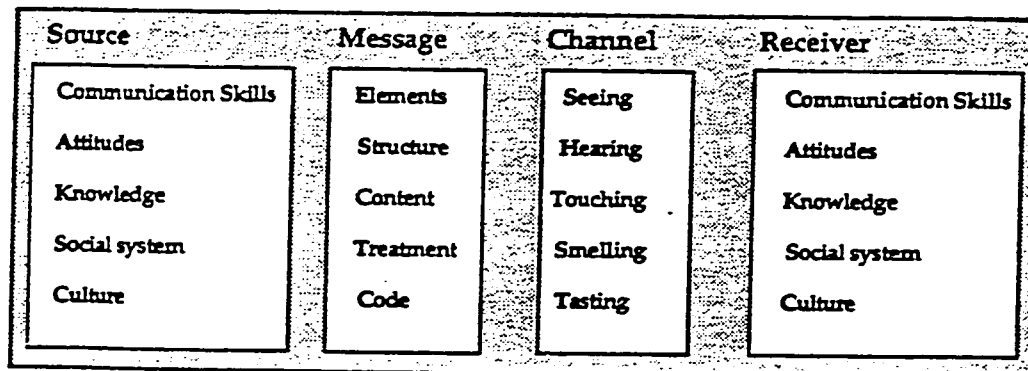 Source
Communication Skills
Attitudes
Knowledge
Social system
Culture
Message
Elements
Structure
Content
Treatment
Code
Channel
Seeing
Hearing
Touching
Smelling
Tasting
Receiver
Communication Skills
Attitudes
Knowledge
Social system
Culture